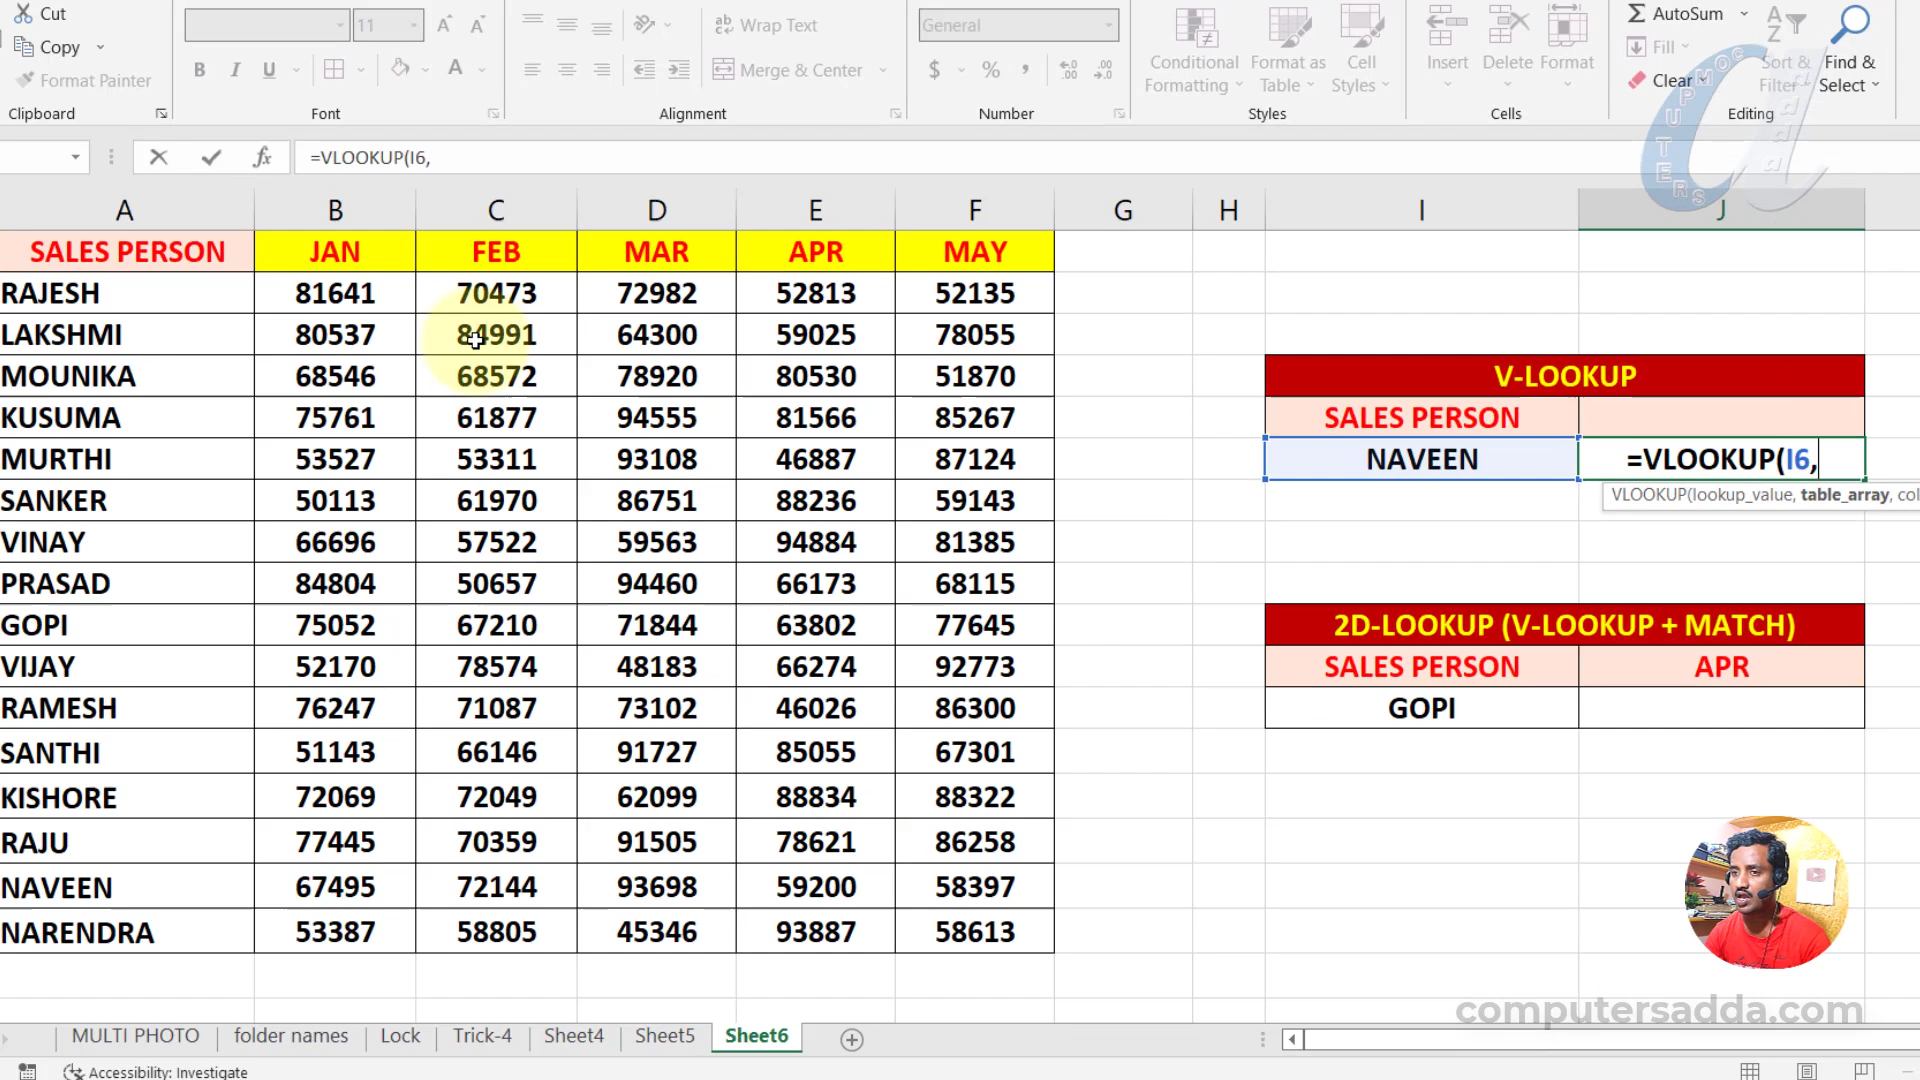 Cut
Copy
Format Painter
Clipboard
11
B I U A
Font
Wrap Text
Merge & Center
Alignment
General
$ % ,
Number
Conditional Formatting
Format as Table
Cell Styles
Styles
Insert
Delete
Format
Cells
AutoSum
Fill
Clear
Sort & Filter
Find & Select
Editing
COMPUTERS
adda
fx
=VLOOKUP(I6,
A B C D E F G H I J
SALES PERSON JAN FEB MAR APR MAY
RAJESH 81641 70473 72982 52813 52135
LAKSHMI 80537 84991 64300 59025 78055
MOUNIKA 68546 68572 78920 80530 51870
KUSUMA 75761 61877 94555 81566 85267
MURTHI 53527 53311 93108 46887 87124
SANKER 50113 61970 86751 88236 59143
VINAY 66696 57522 59563 94884 81385
PRASAD 84804 50657 94460 66173 68115
GOPI 75052 67210 71844 63802 77645
VIJAY 52170 78574 48183 66274 92773
RAMESH 76247 71087 73102 46026 86300
SANTHI 51143 66146 91727 85055 67301
KISHORE 72069 72049 62099 88834 88322
RAJU 77445 70359 91505 78621 86258
NAVEEN 67495 72144 93698 59200 58397
NARENDRA 53387 58805 45346 93887 58613
V-LOOKUP
SALES PERSON
NAVEEN =VLOOKUP(I6,
VLOOKUP(lookup_value, table_array, col
2D-LOOKUP (V-LOOKUP + MATCH)
SALES PERSON APR
GOPI
computersadda.com
MULTI PHOTO folder names Lock Trick-4 Sheet4 Sheet5 Sheet6
Accessibility: Investigate